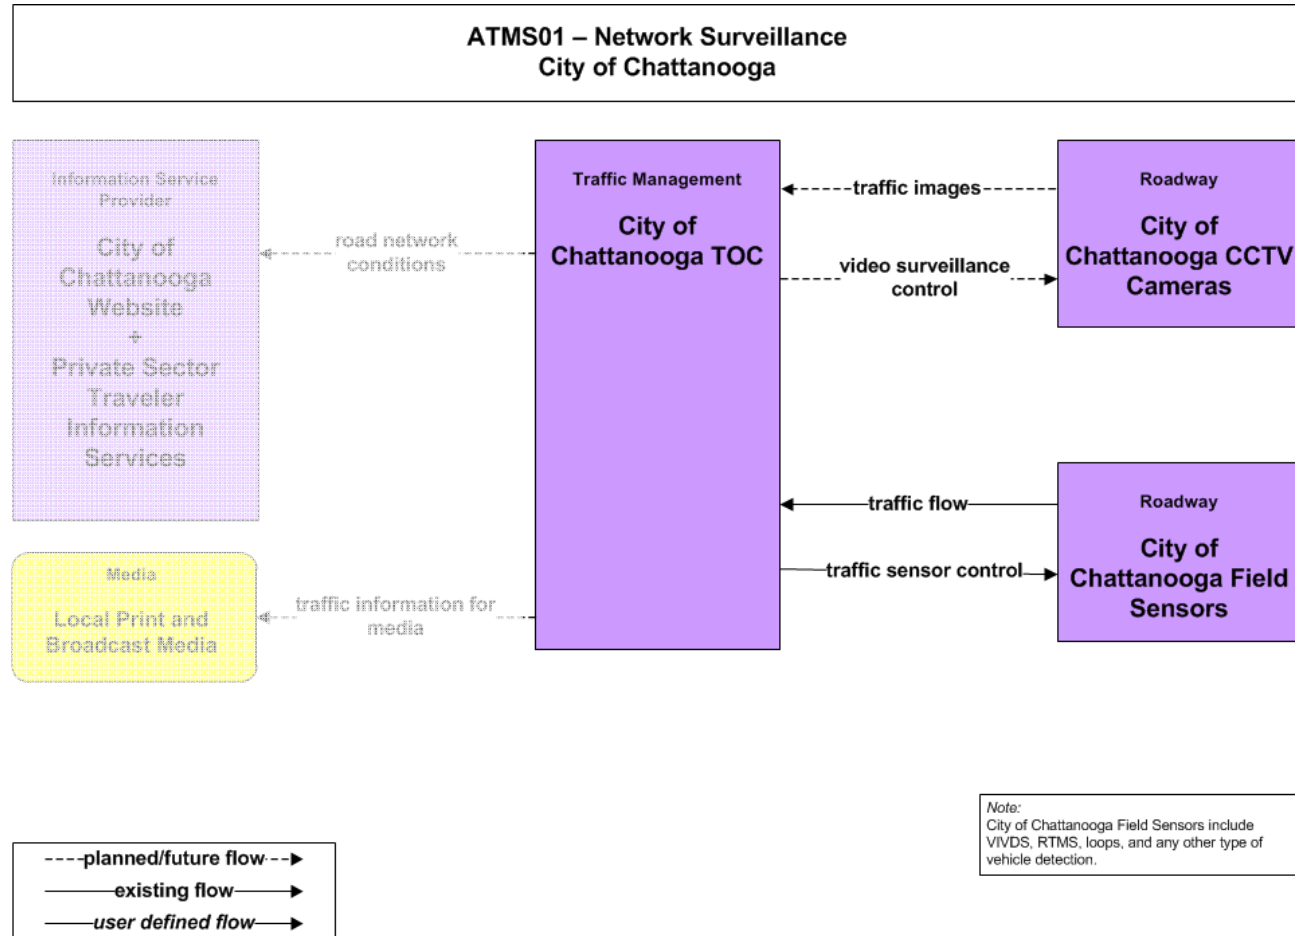 ATMS01 – Network Surveillance
City of Chattanooga
Information Service
Provider
City of
Chattanooga
Website
+
Private Sector
Traveler
Information
Services
road network
conditions
Traffic Management
City of
Chattanooga TOC
traffic images
video surveillance
control
Roadway
City of
Chattanooga CCTV
Cameras
traffic flow
traffic sensor control
Roadway
City of
Chattanooga Field
Sensors
Media
Local Print and
Broadcast Media
traffic information for
media
Note:
City of Chattanooga Field Sensors include
VIVDS, RTMS, loops, and any other type of
vehicle detection.
planned/future flow
existing flow
user defined flow